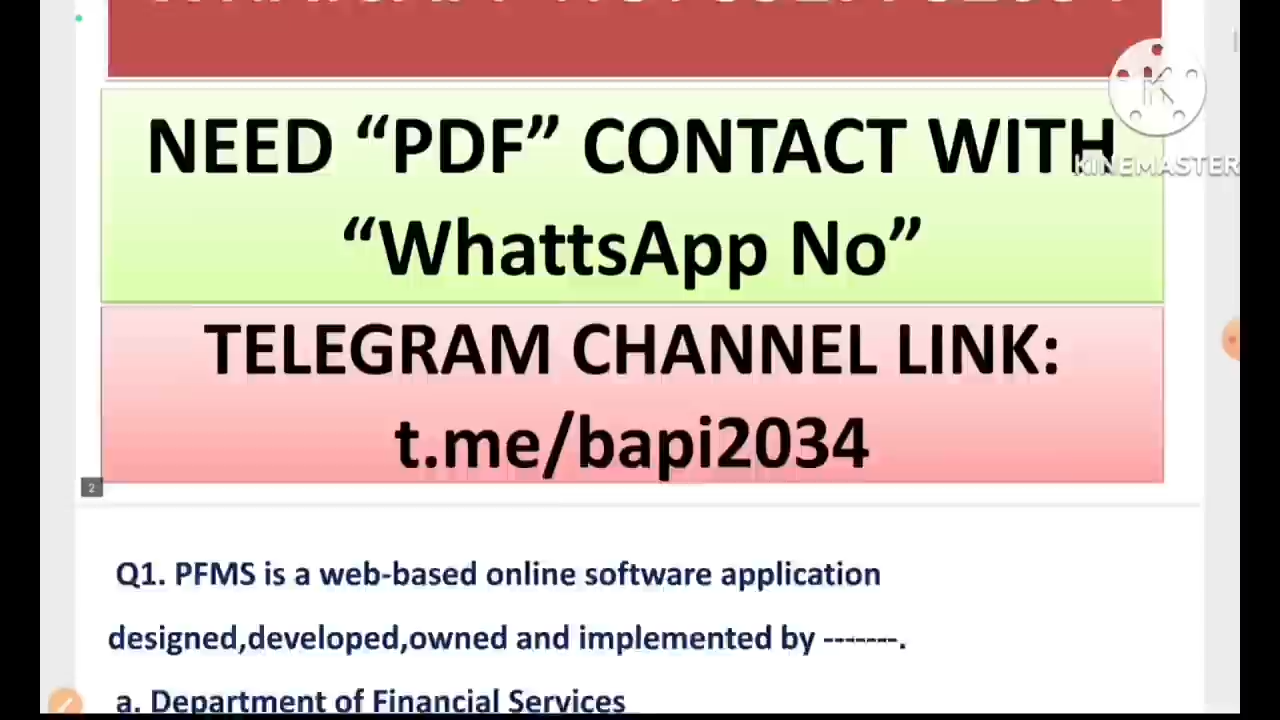 NEED “PDF” CONTACT WITH
“WhattsApp No”
TELEGRAM CHANNEL LINK:
t.me/bapi2034
2
Q1. PFMS is a web-based online software application
designed,developed,owned and implemented by -------.
a. Department of Financial Services
K
KINEMASTER